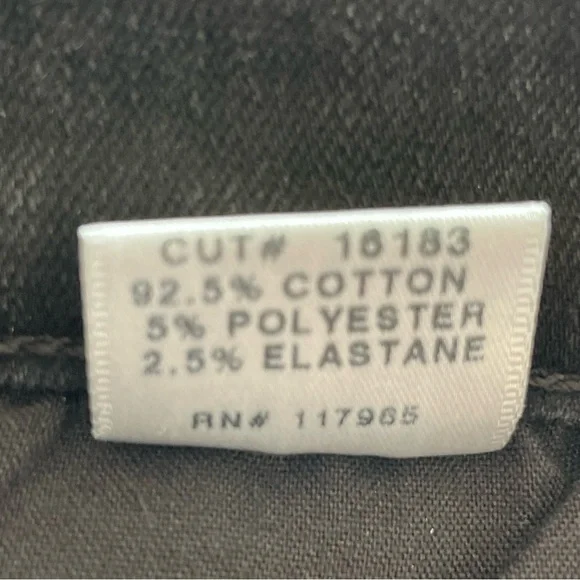 CUT# 16183
92.5% COTTON
5% POLYESTER
2.5% ELASTANE
RN# 117965